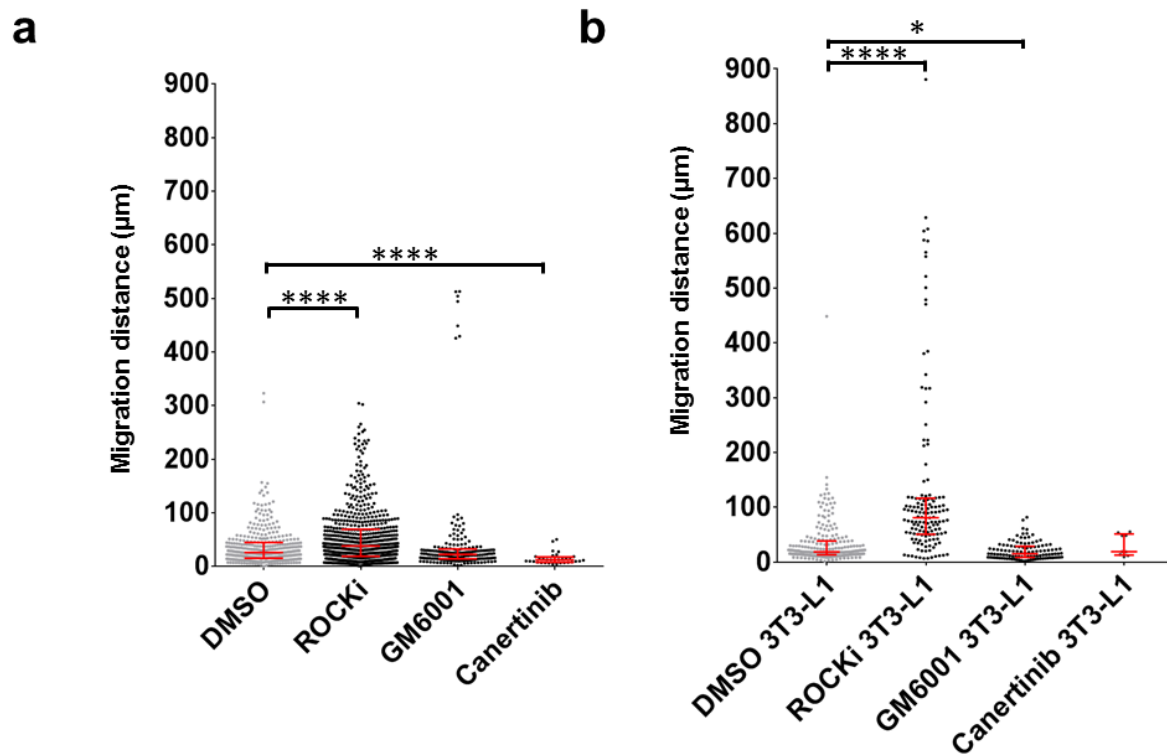 a
Migration distance (µm)
900
800
700
600
500
400
300
200
100
0
****
****
DMSO
ROCKi
GM6001
Canertinib
b
Migration distance (µm)
900
800
700
600
500
400
300
200
100
0
*
****
DMSO 3T3-L1
ROCKi 3T3-L1
GM6001 3T3-L1
Canertinib 3T3-L1